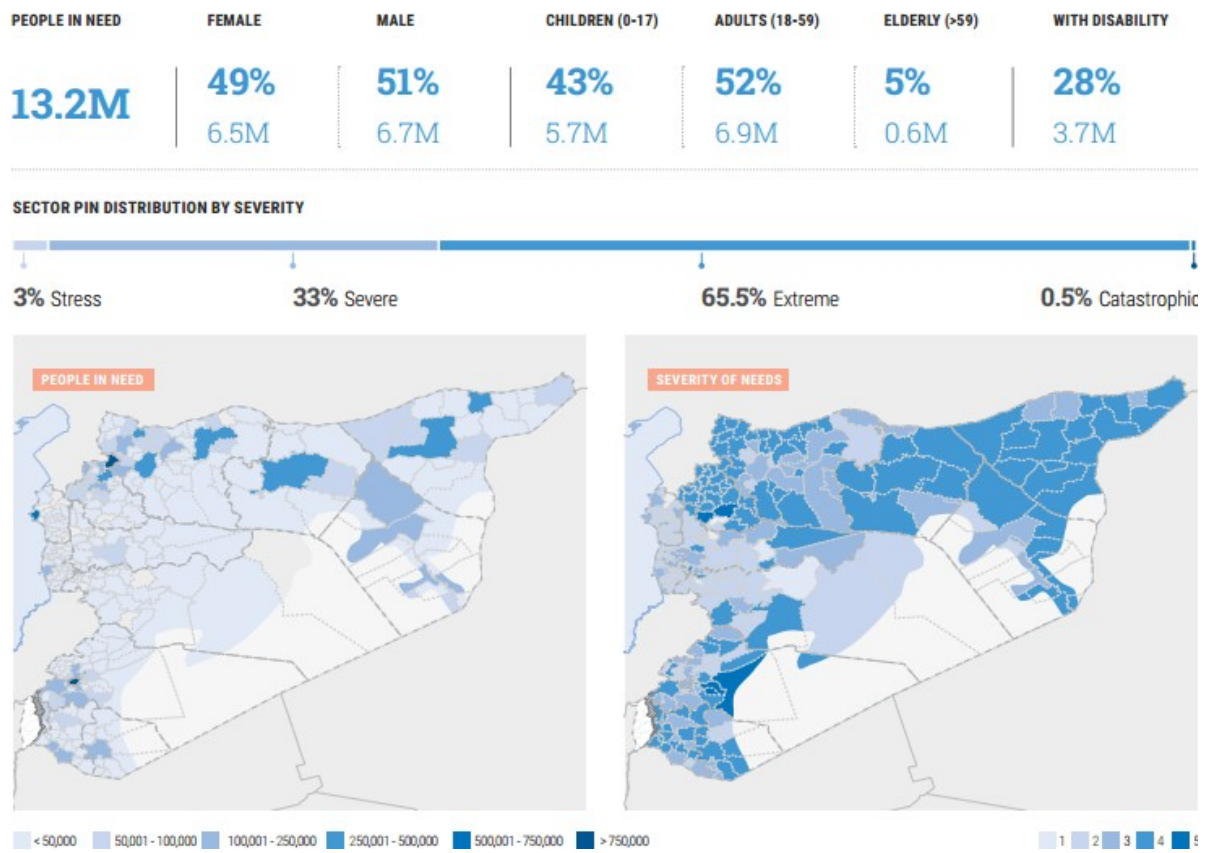 PEOPLE IN NEED FEMALE MALE CHILDREN (0-17) ADULTS (18-59) ELDERLY (>59) WITH DISABILITY
13.2M 49% 51% 43% 52% 5% 28%
6.5M 6.7M 5.7M 6.9M 0.6M 3.7M
SECTOR PIN DISTRIBUTION BY SEVERITY
3% Stress 33% Severe 65.5% Extreme 0.5% Catastrophic
PEOPLE IN NEED SEVERITY OF NEEDS
< 50,000 50,001 - 100,000 100,001 - 250,000 250,001 - 500,000 500,001 - 750,000 > 750,000 1 2 3 4 5